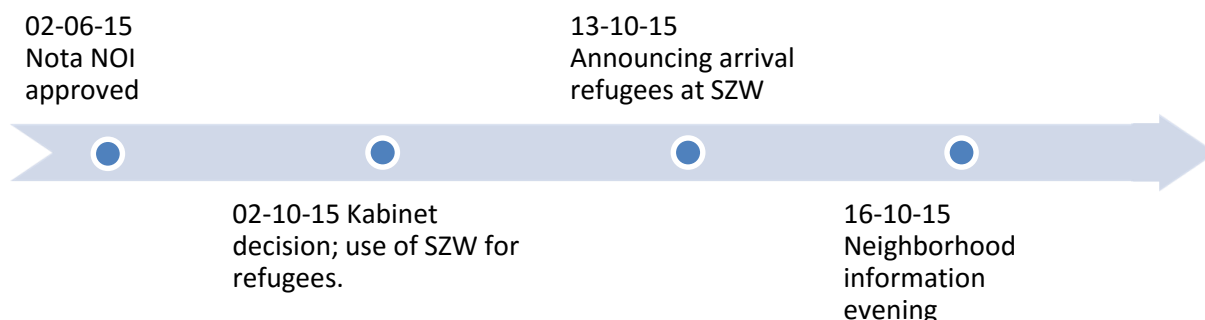 02-06-15
Nota NOI
approved
02-10-15 Kabinet
decision; use of SZW for
refugees.
13-10-15
Announcing arrival
refugees at SZW
16-10-15
Neighborhood
information
evening